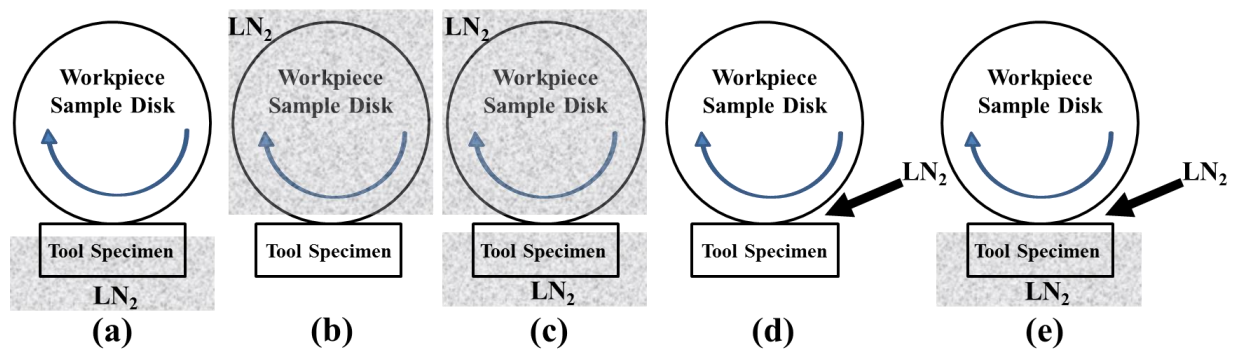 Workpiece
Sample Disk
Tool Specimen
LN₂
(a)
LN₂
Workpiece
Sample Disk
Tool Specimen
(b)
LN₂
Workpiece
Sample Disk
Tool Specimen
LN₂
(c)
Workpiece
Sample Disk
LN₂
Tool Specimen
(d)
Workpiece
Sample Disk
LN₂
Tool Specimen
LN₂
(e)